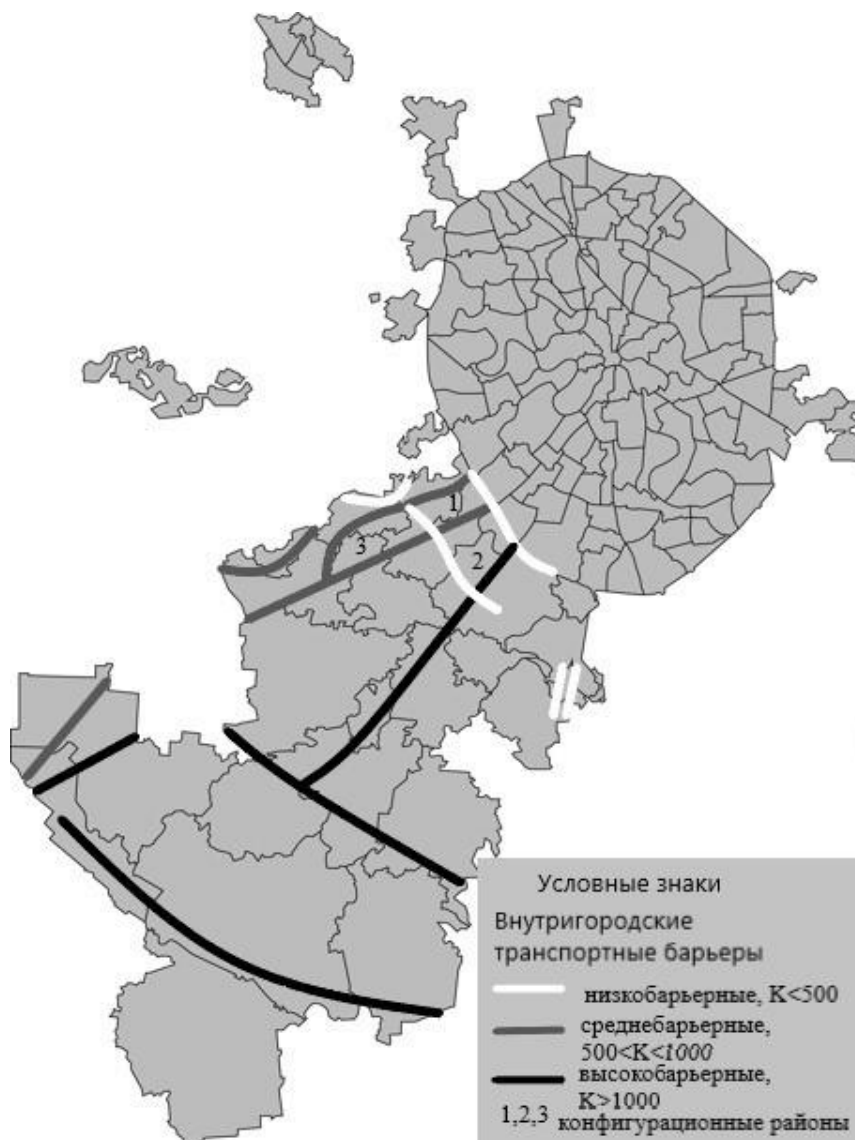 1)
3
2
Условные знаки
Внутригородские
транспортные барьеры
низкобарьерные, K<500
среднебарьерные,
500<K<1000
высокобарьерные,
K>1000
1,2,3 конфигурационные районы